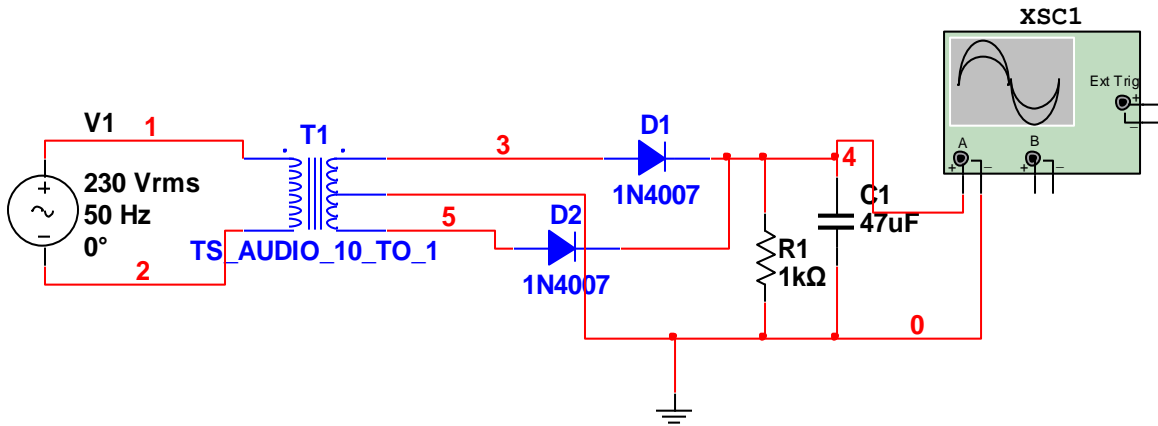 XSC1
Ext Trig
+
_
A
B
+ _
+ _
V1
1
T1
3
D1
1N4007
4
230 Vrms
50 Hz
0°
+
2
TS_AUDIO_10_TO_1
5
D2
1N4007
R1
1kΩ
C1
47uF
0